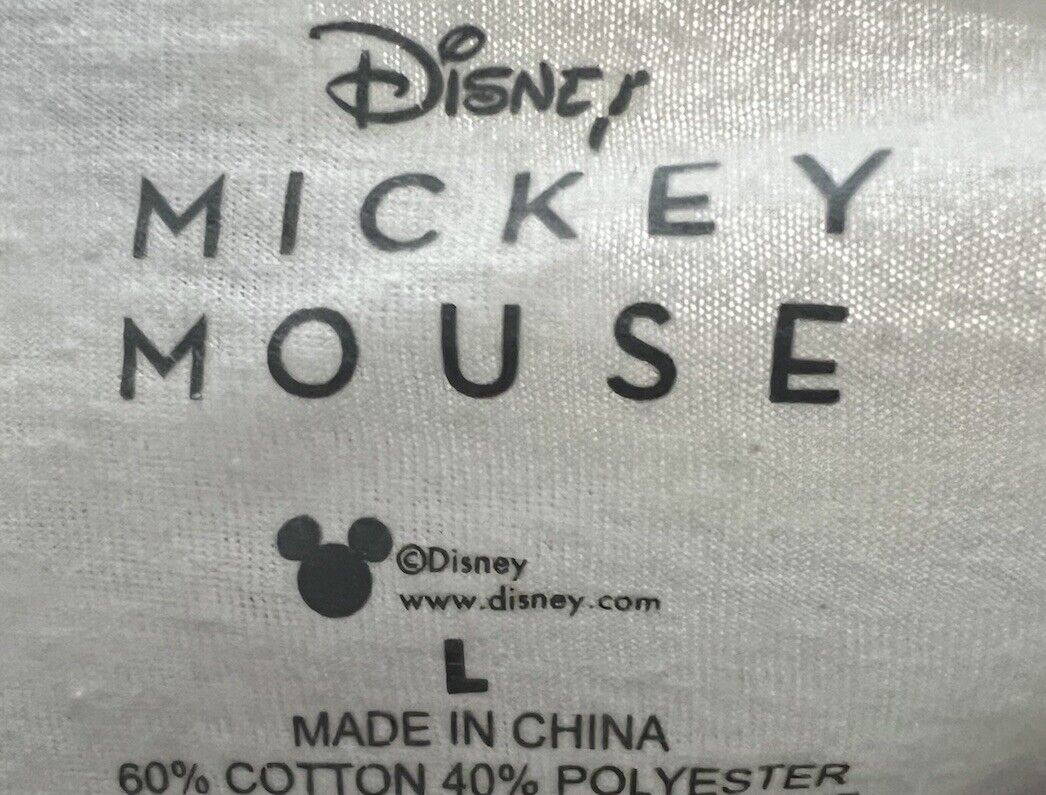 Disney
MICKEY
MOUSE
©Disney
www.disney.com
L
MADE IN CHINA
60% COTTON 40% POLYESTER